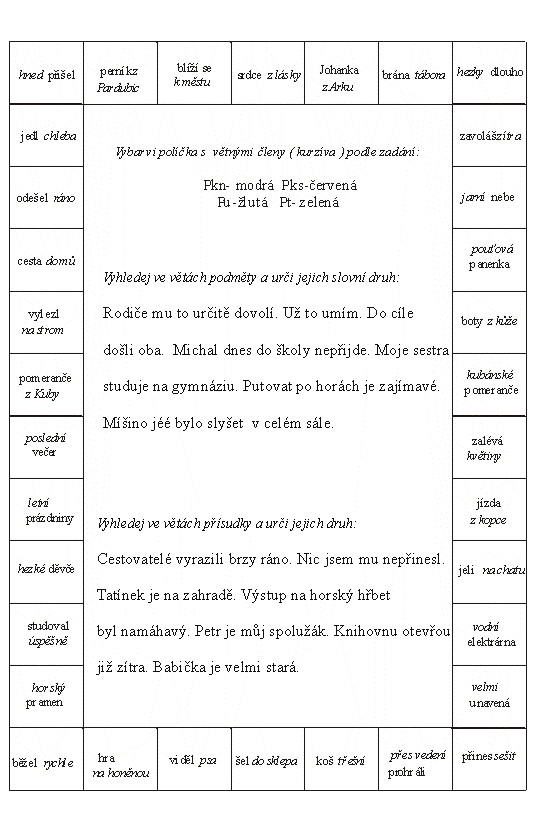 hned přišel
perník z
Pardubic
blíží se
k městu
srdce z lásky
Johanka
z Arku
brána tábora
hezky dlouho
jedl chleba
zavoláš zítra
odešel ráno
jarní nebe
cesta domů
pouťová
panenka
vylezl
na strom
boty z kůže
pomeranče
z Kuby
kubánské
pomeranče
poslední
večer
zalévá
květiny
letní
prázdniny
jízda
z kopce
hezké děvče
jeli na chatu
studoval
úspěšně
vodní
elektrárna
horský
pramen
velmi
unavená
běžel rychle
hra
na honěnou
viděl psa
šel do sklepa
koš třešní
přes vedení
prohráli
přines sešit
Vybarvi políčka s větnými členy ( kurzíva ) podle zadání:
Pkn- modrá Pks-červená
Pu-žlutá Pt-zelená
Vyhledej ve větách podměty a urči jejich slovní druh:
Rodiče mu to určitě dovolí. Už to umím. Do cíle
došli oba. Michal dnes do školy nepřijde. Moje sestra
studuje na gymnáziu. Putovat po horách je zajímavé.
Míšino jéé bylo slyšet v celém sále.
Vyhledej ve větách přísudky a urči jejich druh:
Cestovatelé vyrazili brzy ráno. Nic jsem mu nepřinesl.
Tatínek je na zahradě. Výstup na horský hřbet
byl namáhavý. Petr je můj spolužák. Knihovnu otevřou
již zítra. Babička je velmi stará.